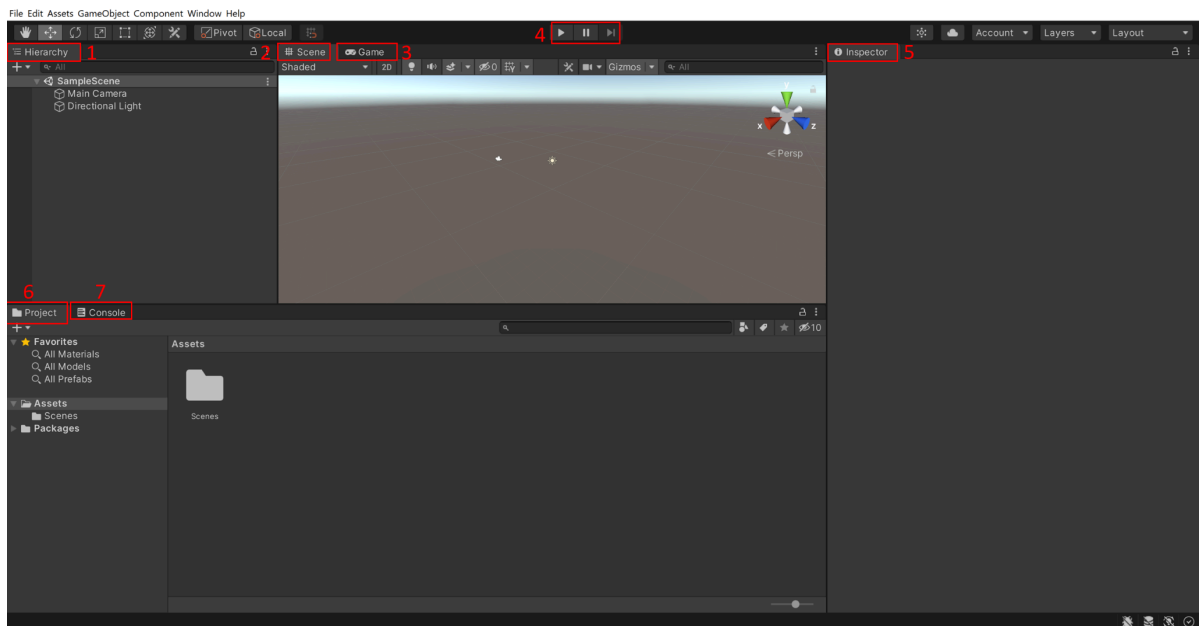 File Edit Assets GameObject Component Window Help
Pivot Local 4 Account Layers Layout
Hierarchy 1 2 Scene Game 3 Inspector 5
All Shaded 2D 0 Gizmos All
SampleScene
Main Camera
Directional Light
Y
x z
Persp
6 7
Project Console
10
Favorites Assets
All Materials
All Models
All Prefabs
Assets
Scenes Scenes
Packages